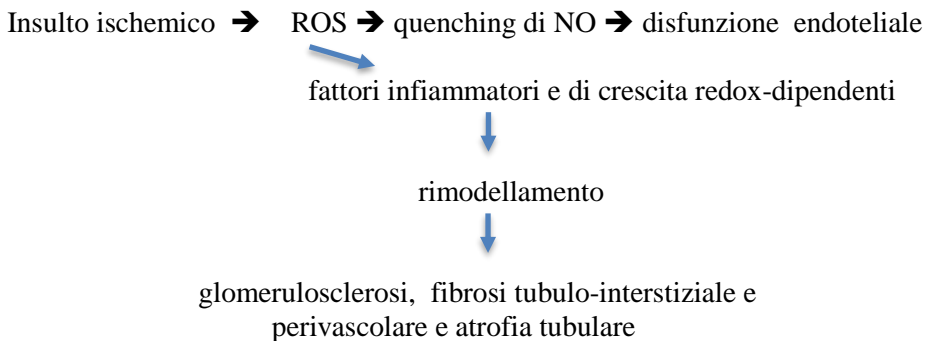 Insulto ischemico ➔ ROS ➔ quenching di NO ➔ disfunzione endoteliale
fattori infiammatori e di crescita redox-dipendenti
rimodellamento
glomerulosclerosi, fibrosi tubulo-interstiziale e
perivascolare e atrofia tubulare